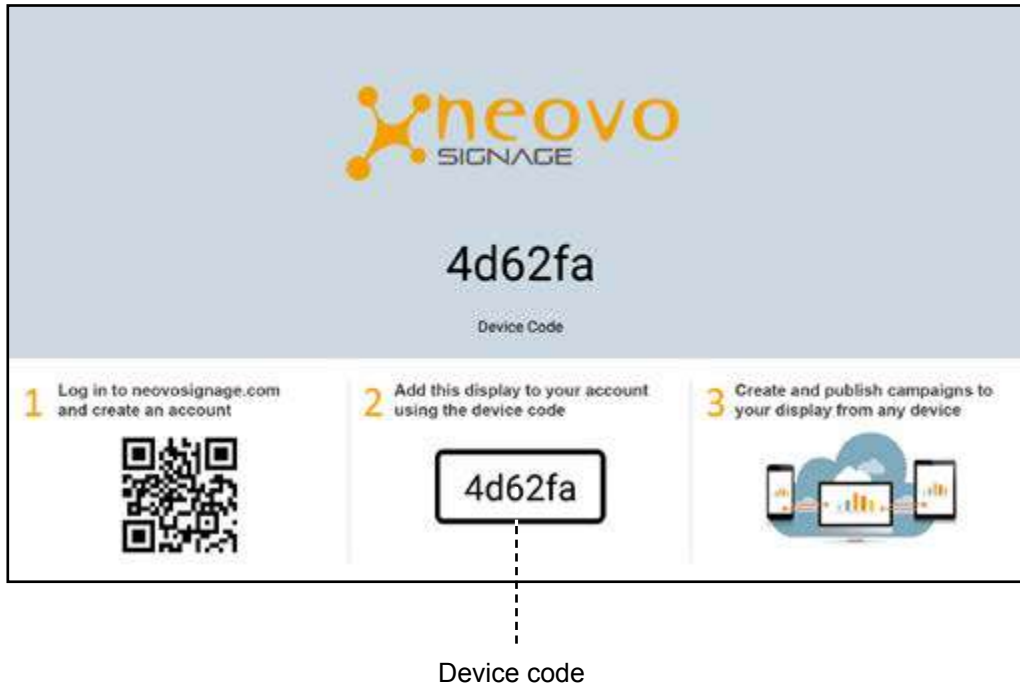 neovo
SIGNAGE
4d62fa
Device Code
1 Log in to neovosignage.com
and create an account
2 Add this display to your account
using the device code
4d62fa
3 Create and publish campaigns to
your display from any device
Device code